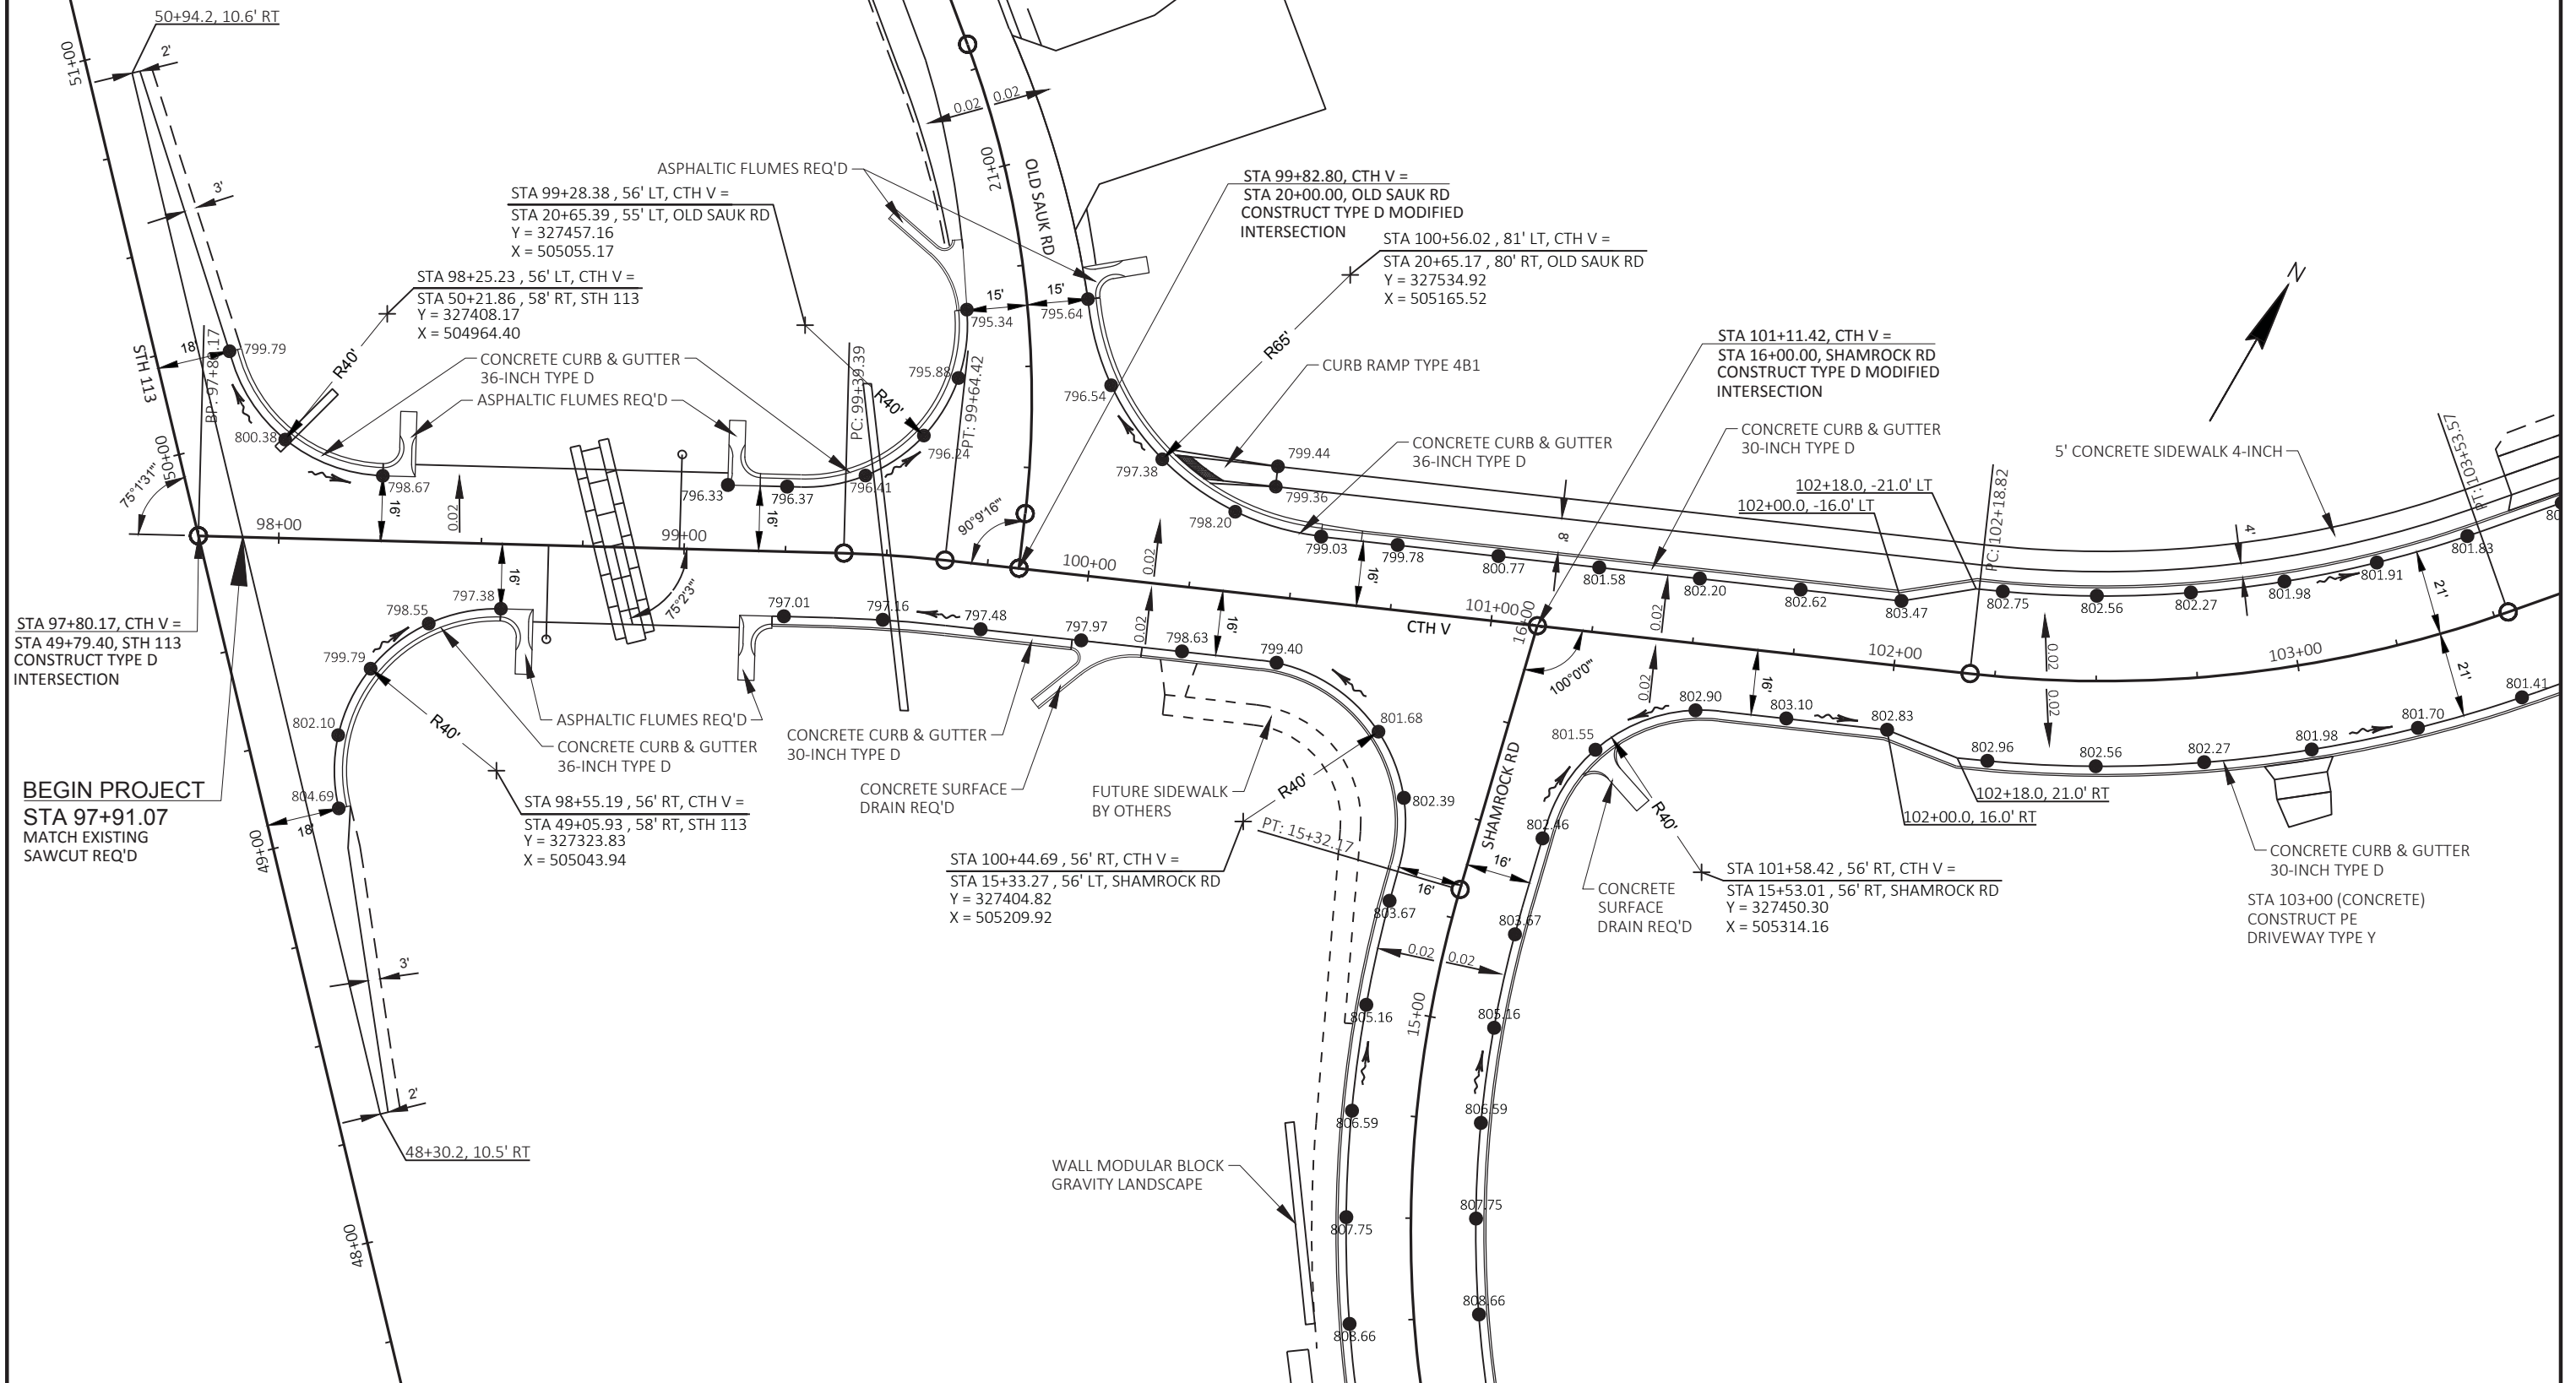 50+94.2, 10.6' RT
51+00
2'
3'
0.02
0.02
21+00
OLD SAUK RD
ASPHALTIC FLUMES REQ'D
STA 99+28.38 , 56' LT, CTH V =
STA 20+65.39 , 55' LT, OLD SAUK RD
Y = 327457.16
X = 505055.17
STA 98+25.23 , 56' LT, CTH V =
STA 50+21.86 , 58' RT, STH 113
Y = 327408.17
X = 504964.40
STA 99+82.80, CTH V =
STA 20+00.00, OLD SAUK RD
CONSTRUCT TYPE D MODIFIED
INTERSECTION
STA 100+56.02 , 81' LT, CTH V =
STA 20+65.17 , 80' RT, OLD SAUK RD
Y = 327534.92
X = 505165.52
N
STA 101+11.42, CTH V =
STA 16+00.00, SHAMROCK RD
CONSTRUCT TYPE D MODIFIED
INTERSECTION
15'
15'
795.34
795.64
STH 113
18'
799.79
R40'
CONCRETE CURB & GUTTER
36-INCH TYPE D
ASPHALTIC FLUMES REQ'D
PC: 99+39.39
795.88
PT: 99+64.42
R40'
R65'
CURB RAMP TYPE 4B1
796.54
800.38
796.24
797.38
799.44
CONCRETE CURB & GUTTER
36-INCH TYPE D
CONCRETE CURB & GUTTER
30-INCH TYPE D
5' CONCRETE SIDEWALK 4-INCH
PT: 103+53.57
50+00
75°1'31"
798.67
796.33
796.37
796.41
799.36
102+18.0, -21.0' LT
102+00.0, -16.0' LT
PC: 102+18.82
98+00
16'
0.02
99+00
16'
90°9'16"
798.20
799.03
799.78
800.77
801.58
802.20
802.62
803.47
802.75
802.56
802.27
801.98
801.91
801.83
4'
8'
100+00
0.02
16'
101+00
16+00
0.02
102+00
103+00
21'
21'
CTH V
16'
75°2'3"
797.38
798.55
799.79
797.01
797.16
797.48
797.97
0.02
798.63
16'
799.40
100°0'0"
0.02
16'
0.02
0.02
STA 97+80.17, CTH V =
STA 49+79.40, STH 113
CONSTRUCT TYPE D
INTERSECTION
802.10
R40'
ASPHALTIC FLUMES REQ'D
CONCRETE CURB & GUTTER
36-INCH TYPE D
CONCRETE CURB & GUTTER
30-INCH TYPE D
CONCRETE SURFACE
DRAIN REQ'D
FUTURE SIDEWALK
BY OTHERS
801.68
R40'
SHAMROCK RD
801.55
802.90
803.10
802.83
802.96
802.56
802.27
801.98
801.70
801.41
BEGIN PROJECT
STA 97+91.07
MATCH EXISTING
SAWCUT REQ'D
804.69
18'
49+00
STA 98+55.19 , 56' RT, CTH V =
STA 49+05.93 , 58' RT, STH 113
Y = 327323.83
X = 505043.94
802.39
PT: 15+32.17
802.46
R40'
102+18.0, 21.0' RT
102+00.0, 16.0' RT
STA 100+44.69 , 56' RT, CTH V =
STA 15+33.27 , 56' LT, SHAMROCK RD
Y = 327404.82
X = 505209.92
16'
16'
803.67
803.67
CONCRETE
SURFACE
DRAIN REQ'D
STA 101+58.42 , 56' RT, CTH V =
STA 15+53.01 , 56' RT, SHAMROCK RD
Y = 327450.30
X = 505314.16
CONCRETE CURB & GUTTER
30-INCH TYPE D
STA 103+00 (CONCRETE)
CONSTRUCT PE
DRIVEWAY TYPE Y
3'
0.02
0.02
805.16
15+00
805.16
2'
48+30.2, 10.5' RT
806.59
806.59
WALL MODULAR BLOCK
GRAVITY LANDSCAPE
48+00
807.75
807.75
808.66
808.66